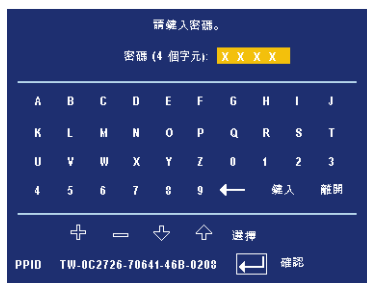 請鍵入密碼。
密碼 (4 個字元): X X X X
A B C D E F G H I J
K L M N O P Q R S T
U V W X Y Z 0 1 2 3
4 5 6 7 8 9 ← 鍵入 離開
選擇
PPID TW-0C2726-70641-46B-0208 確認